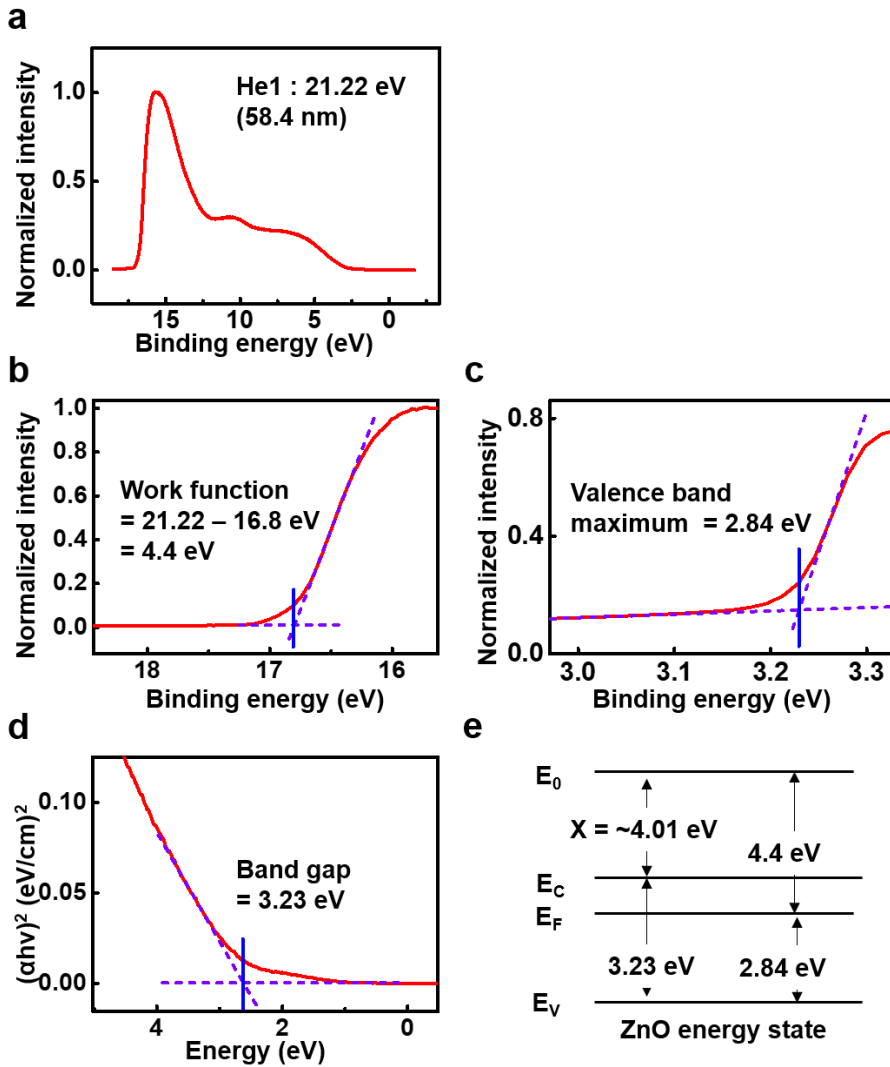 a
Normalized intensity
1.0
0.5
0.0
He1 : 21.22 eV
(58.4 nm)
15 10 5 0
Binding energy (eV)
b
Normalized intensity
1.0
0.8
0.6
0.4
0.2
0.0
Work function
= 21.22 – 16.8 eV
= 4.4 eV
18 17 16
Binding energy (eV)
c
Normalized intensity
0.8
0.4
0.0
Valence band
maximum = 2.84 eV
3.0 3.1 3.2 3.3
Binding energy (eV)
d
(αhν)² (eV/cm)²
0.10
0.05
0.00
Band gap
= 3.23 eV
4 2 0
Energy (eV)
e
E₀
X = ~4.01 eV
4.4 eV
E_C
E_F
3.23 eV 2.84 eV
E_V
ZnO energy state